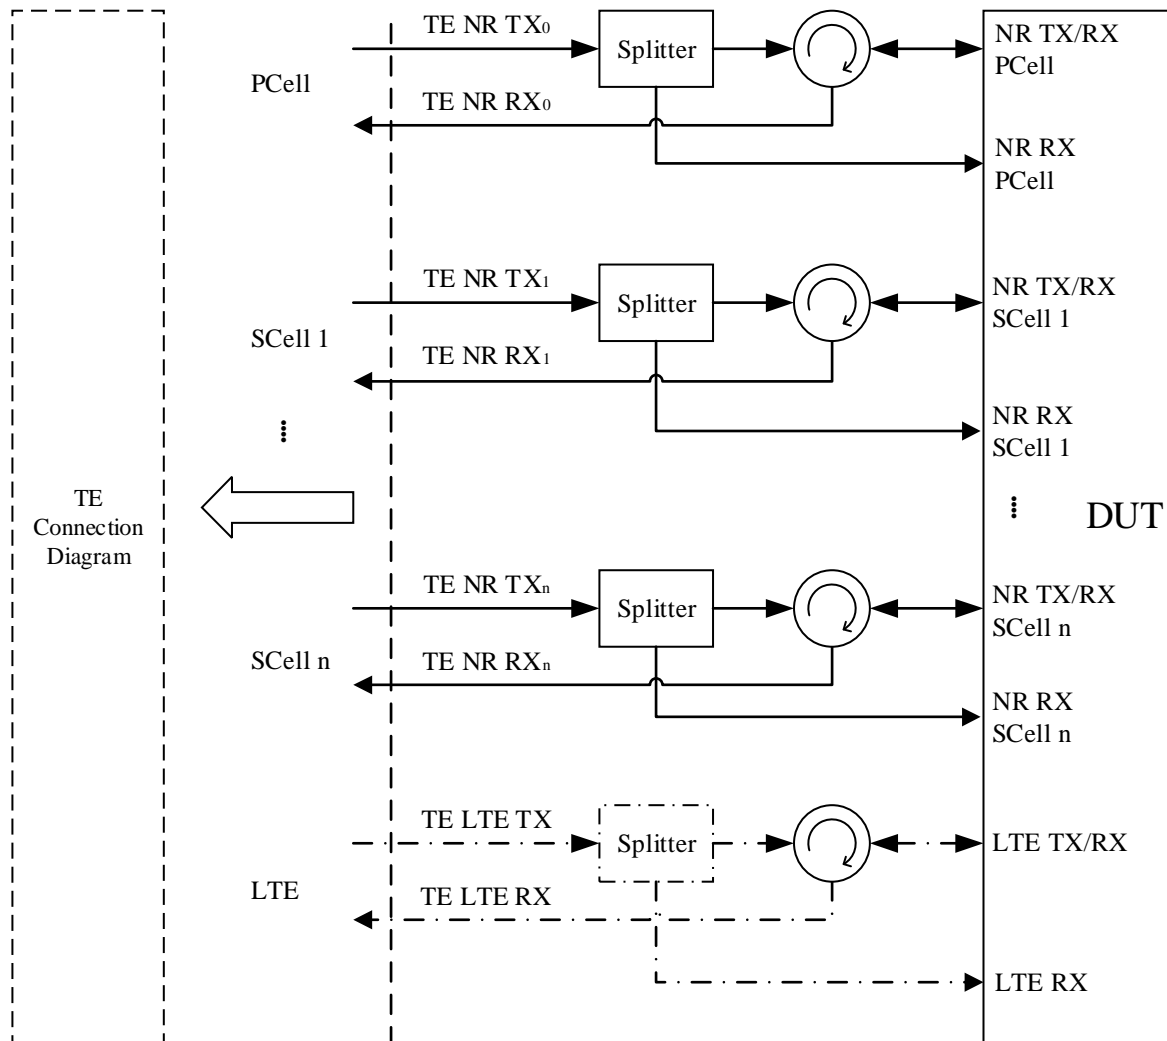 TE NR TX₀
Splitter
NR TX/RX
PCell
PCell
TE NR RX₀
NR RX
PCell
TE NR TX₁
Splitter
NR TX/RX
SCell 1
SCell 1
TE NR RX₁
NR RX
SCell 1
TE
Connection
Diagram
DUT
TE NR TXₙ
Splitter
NR TX/RX
SCell n
SCell n
TE NR RXₙ
NR RX
SCell n
TE LTE TX
Splitter
LTE TX/RX
LTE
TE LTE RX
LTE RX